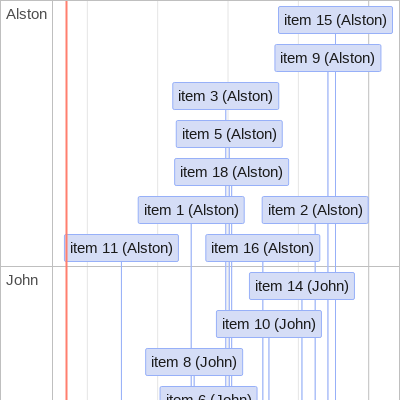 Alston
item 15 (Alston)
item 9 (Alston)
item 3 (Alston)
item 5 (Alston)
item 18 (Alston)
item 1 (Alston)
item 2 (Alston)
item 11 (Alston)
item 16 (Alston)
John
item 14 (John)
item 10 (John)
item 8 (John)
item 6 (John)